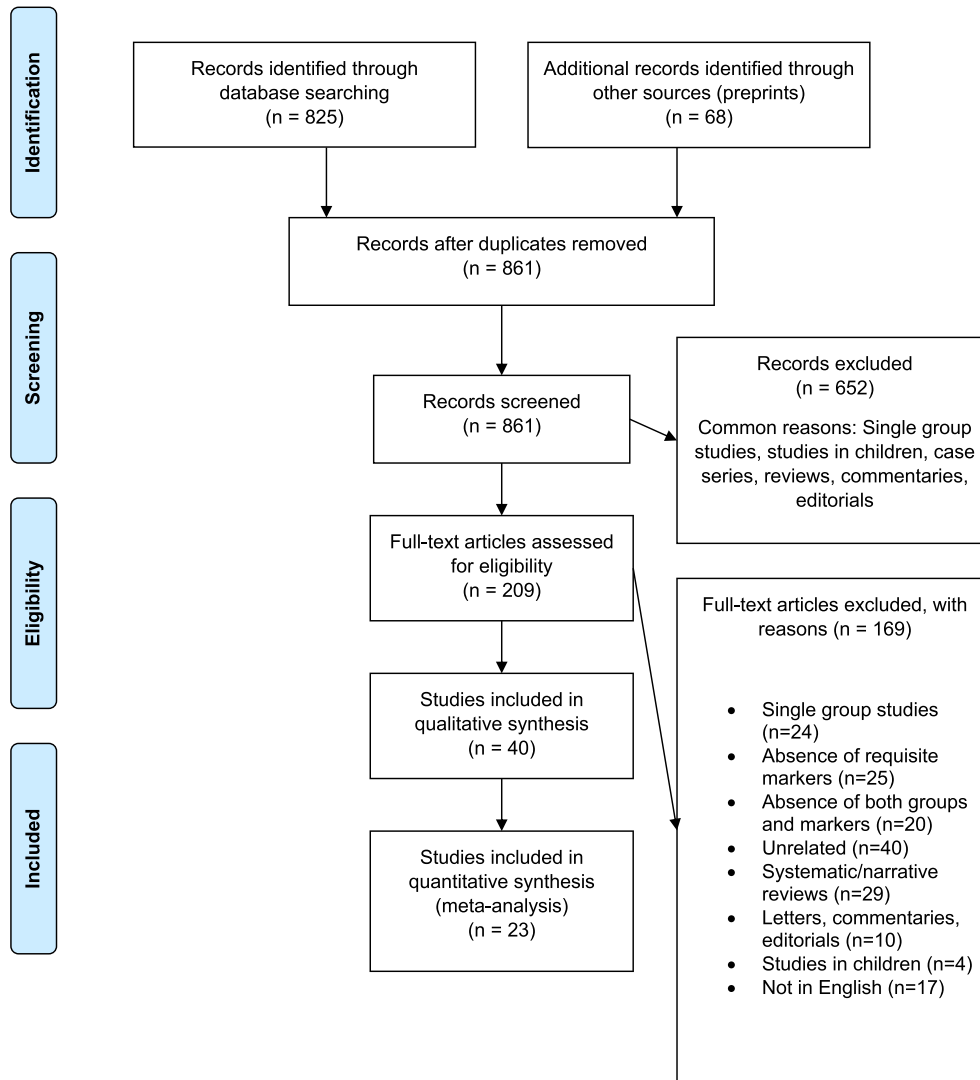 Identification
Records identified through
database searching
(n = 825)
Additional records identified through
other sources (preprints)
(n = 68)
Records after duplicates removed
(n = 861)
Screening
Records screened
(n = 861)
Records excluded
(n = 652)
Common reasons: Single group
studies, studies in children, case
series, reviews, commentaries,
editorials
Eligibility
Full-text articles assessed
for eligibility
(n = 209)
Full-text articles excluded, with
reasons (n = 169)
• Single group studies
(n=24)
• Absence of requisite
markers (n=25)
• Absence of both groups
and markers (n=20)
• Unrelated (n=40)
• Systematic/narrative
reviews (n=29)
• Letters, commentaries,
editorials (n=10)
• Studies in children (n=4)
• Not in English (n=17)
Studies included in
qualitative synthesis
(n = 40)
Included
Studies included in
quantitative synthesis
(meta-analysis)
(n = 23)